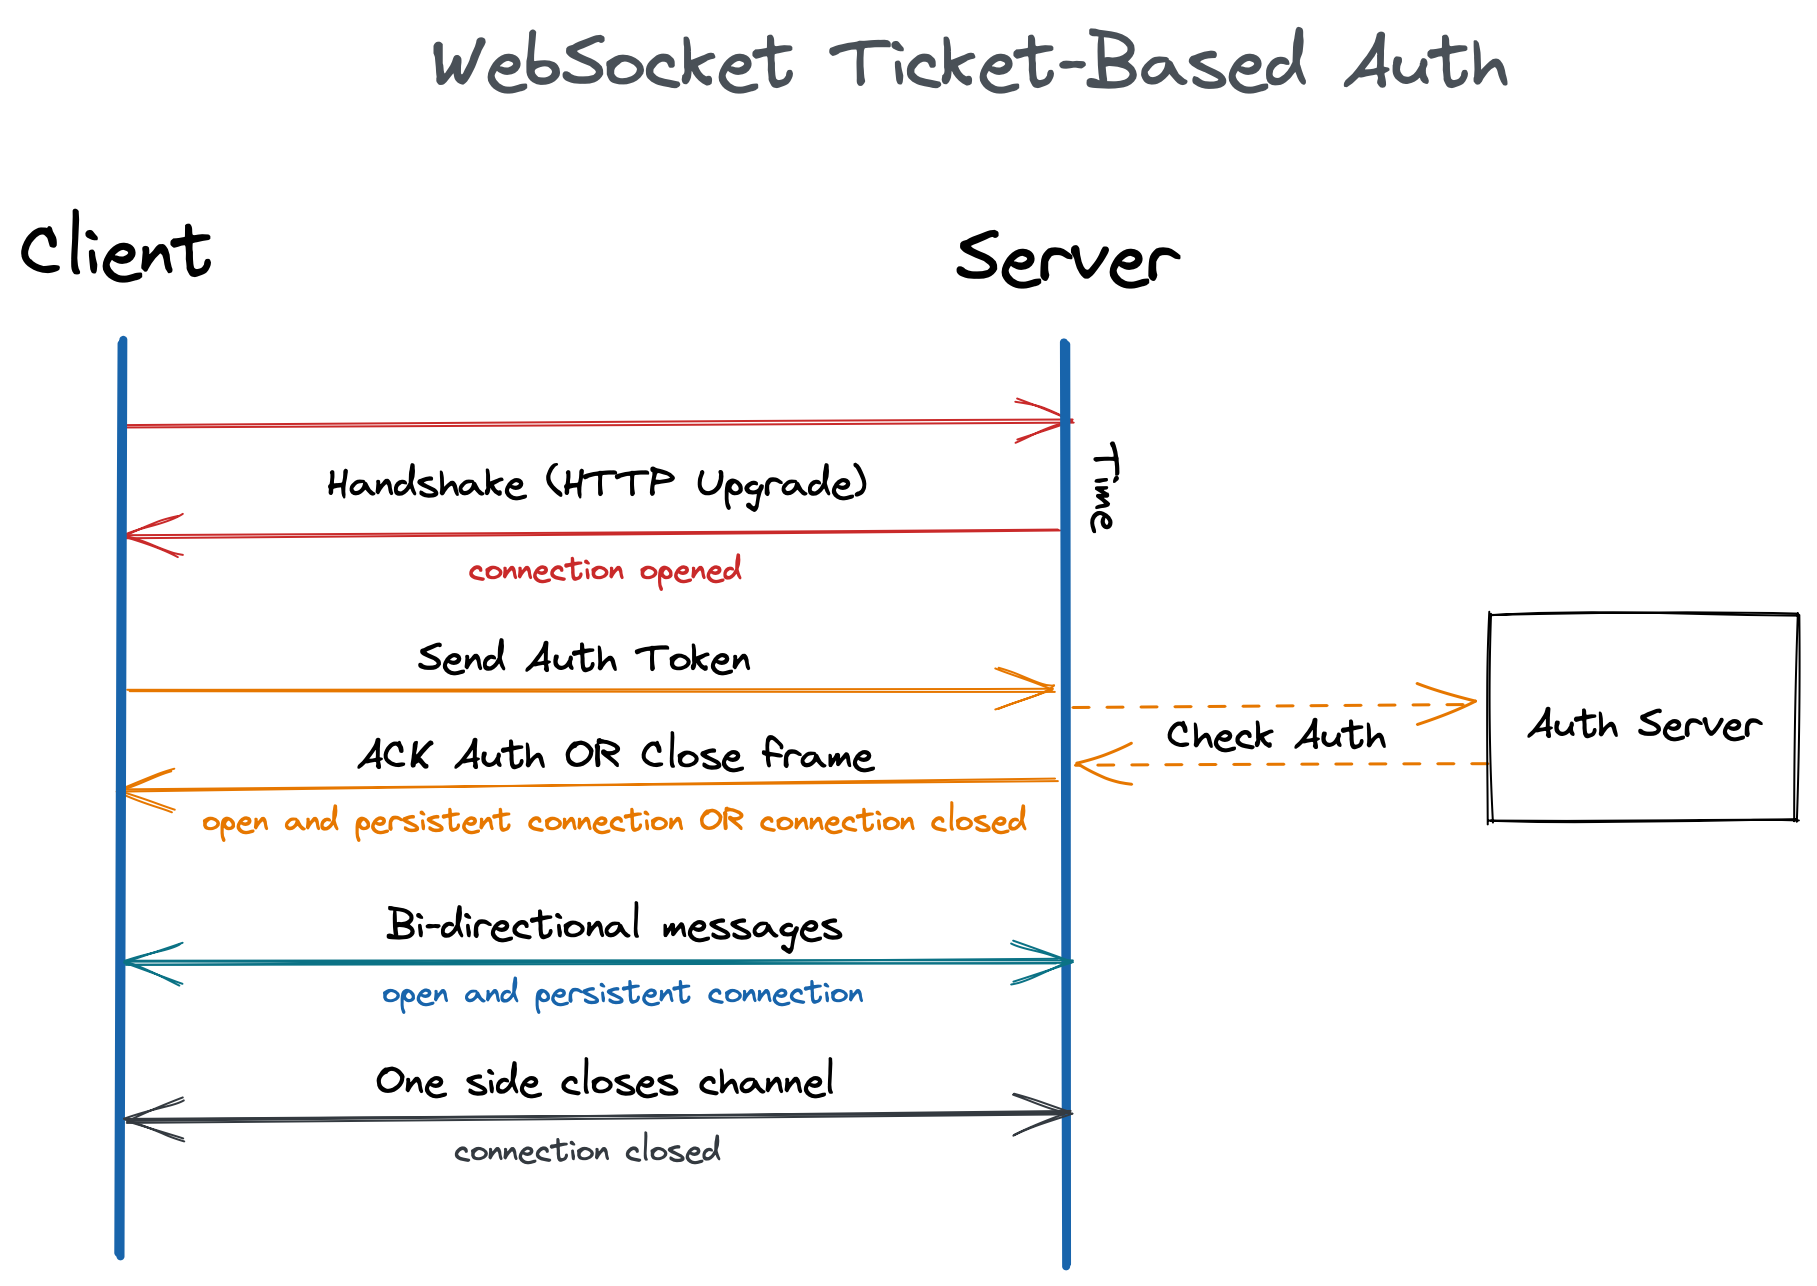 WebSocket Ticket-Based Auth
Client
Server
Handshake (HTTP Upgrade)
Time
connection opened
Send Auth Token
Check Auth
Auth Server
ACK Auth OR Close frame
open and persistent connection OR connection closed
Bi-directional messages
open and persistent connection
One side closes channel
connection closed